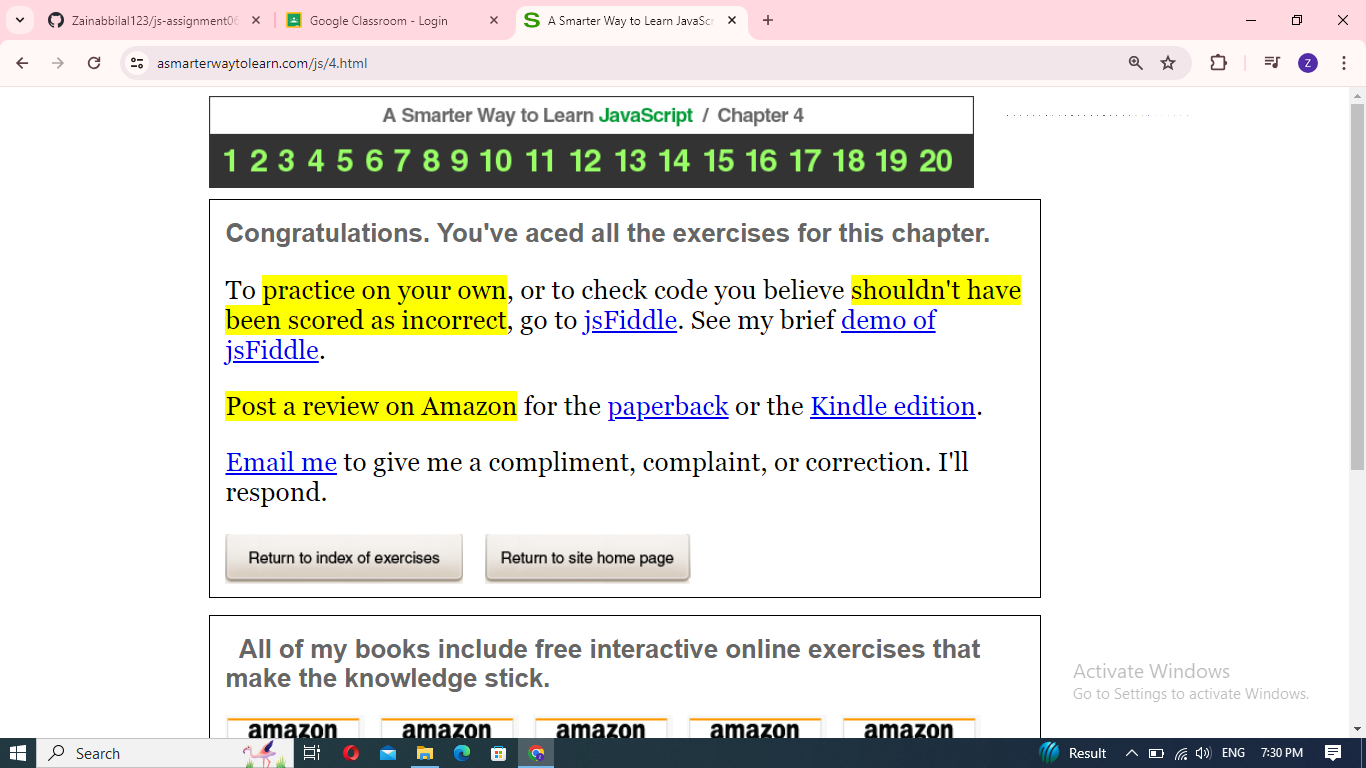 Zainabbilal123/js-assignment06
Google Classroom - Login
A Smarter Way to Learn JavaScr
asmarterwaytolearn.com/js/4.html
Z
A Smarter Way to Learn JavaScript / Chapter 4
1 2 3 4 5 6 7 8 9 10 11 12 13 14 15 16 17 18 19 20
Congratulations. You've aced all the exercises for this chapter.
To practice on your own, or to check code you believe shouldn't have
been scored as incorrect, go to jsFiddle. See my brief demo of
jsFiddle.
Post a review on Amazon for the paperback or the Kindle edition.
Email me to give me a compliment, complaint, or correction. I'll
respond.
Return to index of exercises Return to site home page
All of my books include free interactive online exercises that
make the knowledge stick.
amazon amazon amazon amazon amazon
Activate Windows
Go to Settings to activate Windows.
Search
Result
ENG
7:30 PM